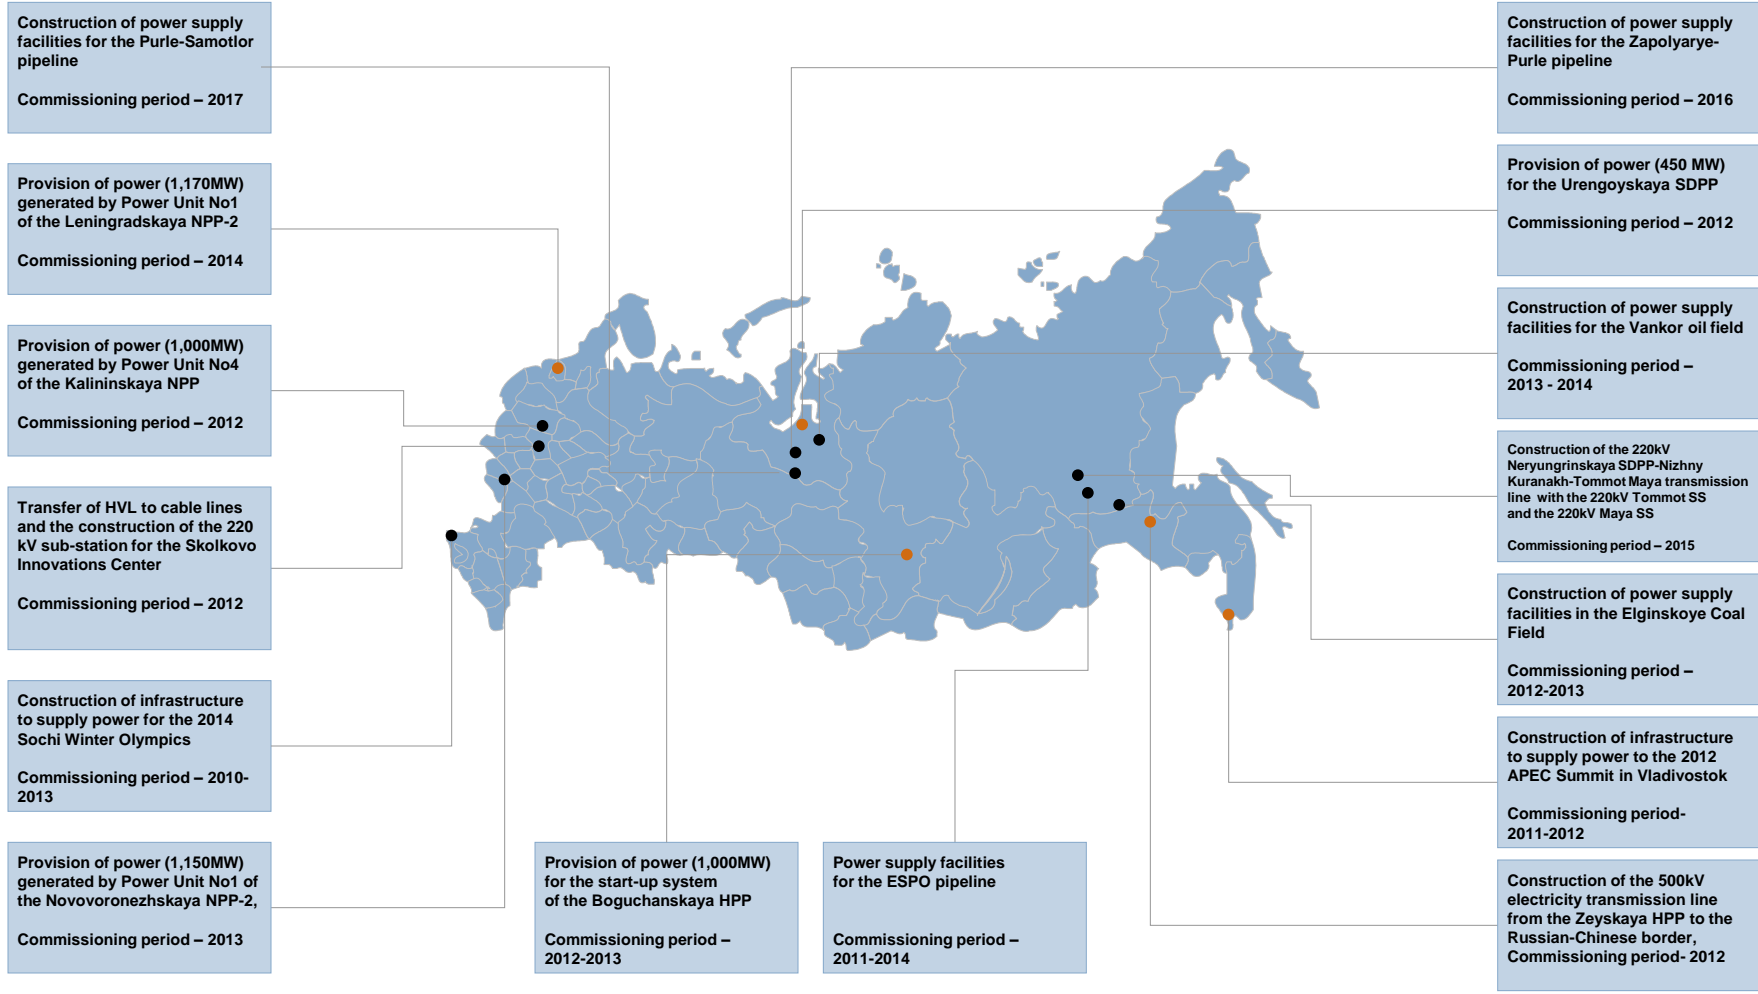 Construction of power supply
facilities for the Purle-Samotlor
pipeline
Commissioning period – 2017
Provision of power (1,170MW)
generated by Power Unit No1
of the Leningradskaya NPP-2
Commissioning period – 2014
Provision of power (1,000MW)
generated by Power Unit No4
of the Kalininskaya NPP
Commissioning period – 2012
Transfer of HVL to cable lines
and the construction of the 220
kV sub-station for the Skolkovo
Innovations Center
Commissioning period – 2012
Construction of infrastructure
to supply power for the 2014
Sochi Winter Olympics
Commissioning period – 2010-
2013
Provision of power (1,150MW)
generated by Power Unit No1 of
the Novovoronezhskaya NPP-2,
Commissioning period – 2013
Provision of power (1,000MW)
for the start-up system
of the Boguchanskaya HPP
Commissioning period –
2012-2013
Power supply facilities
for the ESPO pipeline
Commissioning period –
2011-2014
Construction of power supply
facilities for the Zapolyarye-
Purle pipeline
Commissioning period – 2016
Provision of power (450 MW)
for the Urengoyskaya SDPP
Commissioning period – 2012
Construction of power supply
facilities for the Vankor oil field
Commissioning period –
2013 - 2014
Construction of the 220kV
Neryungrinskaya SDPP-Nizhny
Kuranakh-Tommot Maya transmission
line with the 220kV Tommot SS
and the 220kV Maya SS
Commissioning period – 2015
Construction of power supply
facilities in the Elginskoye Coal
Field
Commissioning period –
2012-2013
Construction of infrastructure
to supply power to the 2012
APEC Summit in Vladivostok
Commissioning period-
2011-2012
Construction of the 500kV
electricity transmission line
from the Zeyskaya HPP to the
Russian-Chinese border,
Commissioning period- 2012